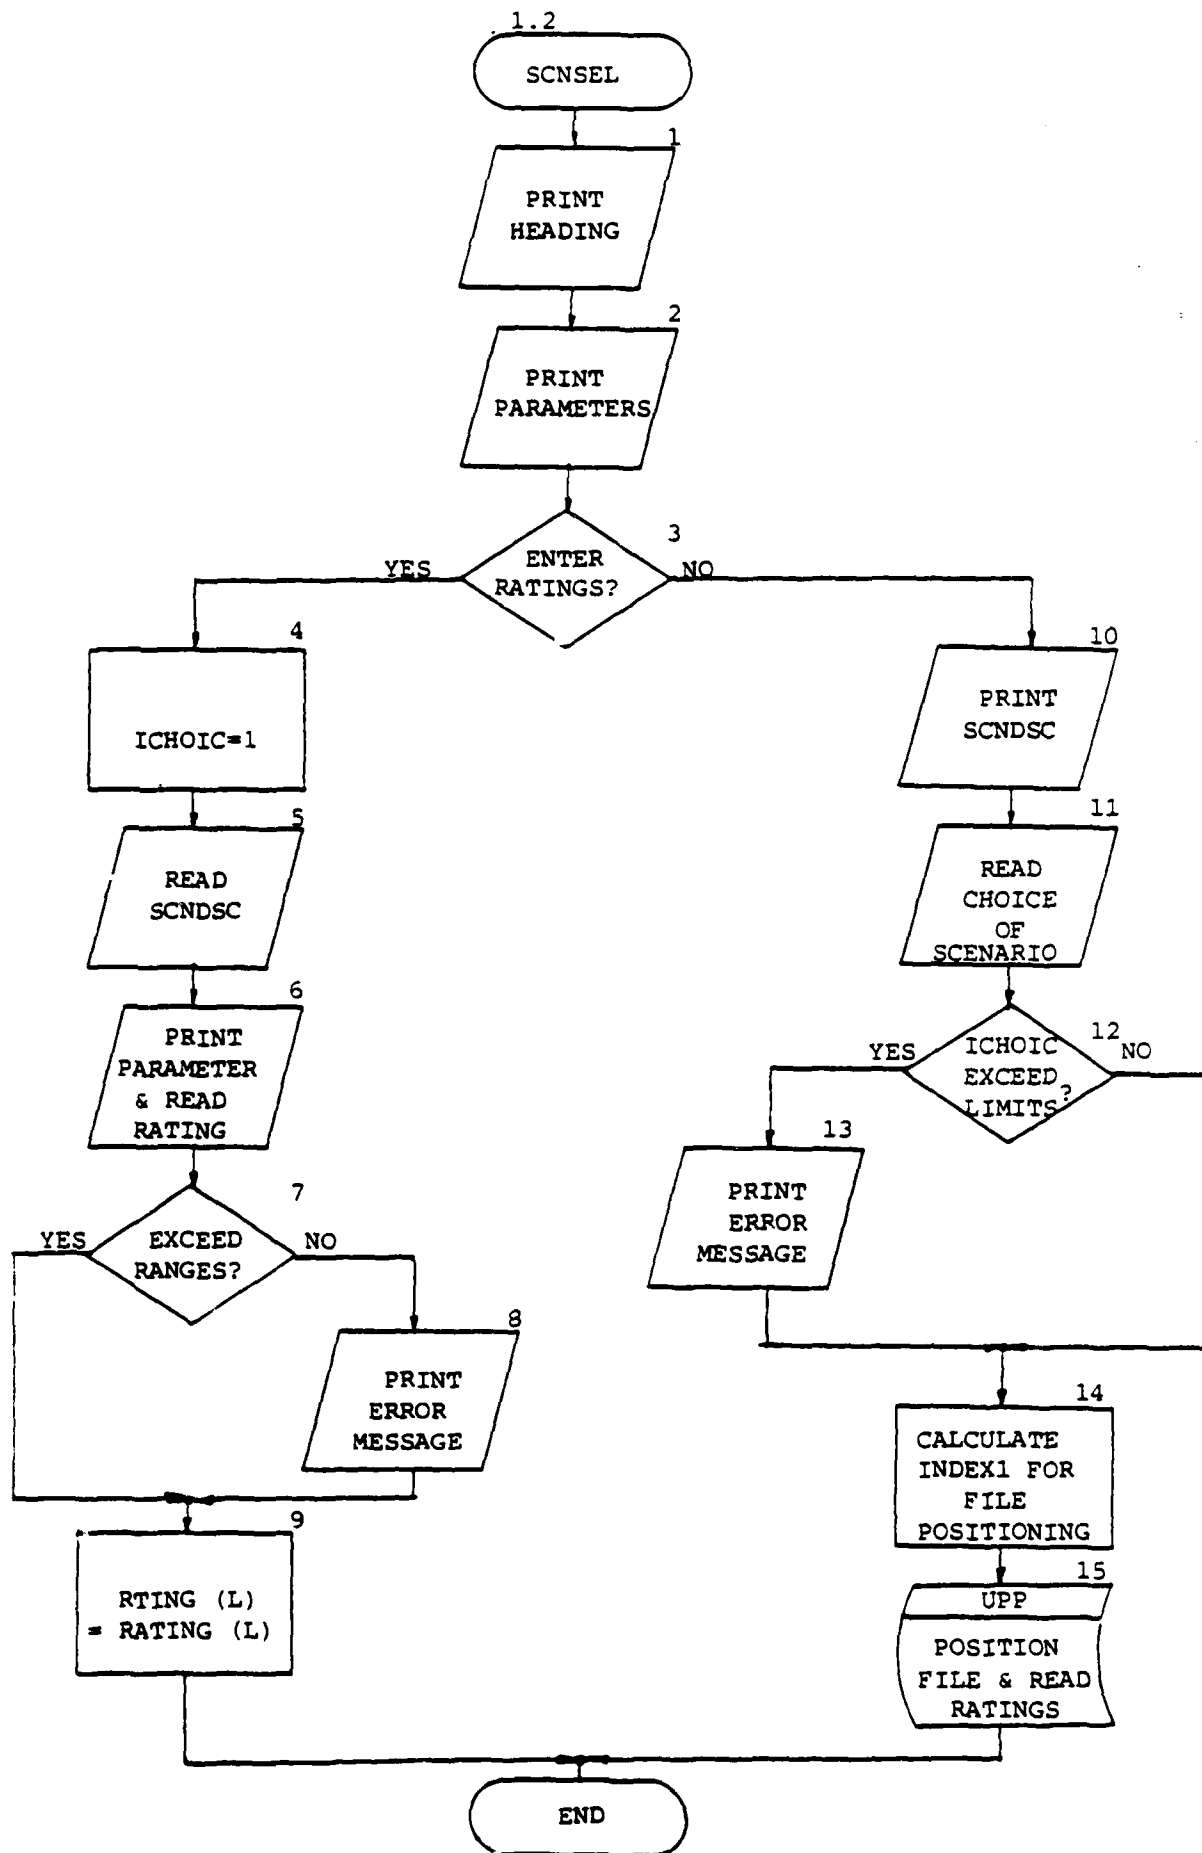 1.2
SCNSEL
1
PRINT
HEADING
2
PRINT
PARAMETERS
3
ENTER
RATINGS?
YES
NO
4
ICHOIC=1
5
READ
SCNDSC
6
PRINT
PARAMETER
& READ
RATING
7
YES
EXCEED
RANGES?
NO
8
PRINT
ERROR
MESSAGE
9
RTING (L)
= RATING (L)
10
PRINT
SCNDSC
11
READ
CHOICE
OF
SCENARIO
12
YES
ICHOIC
EXCEED
LIMITS?
NO
13
PRINT
ERROR
MESSAGE
14
CALCULATE
INDEX1 FOR
FILE
POSITIONING
15
UPP
POSITION
FILE & READ
RATINGS
END